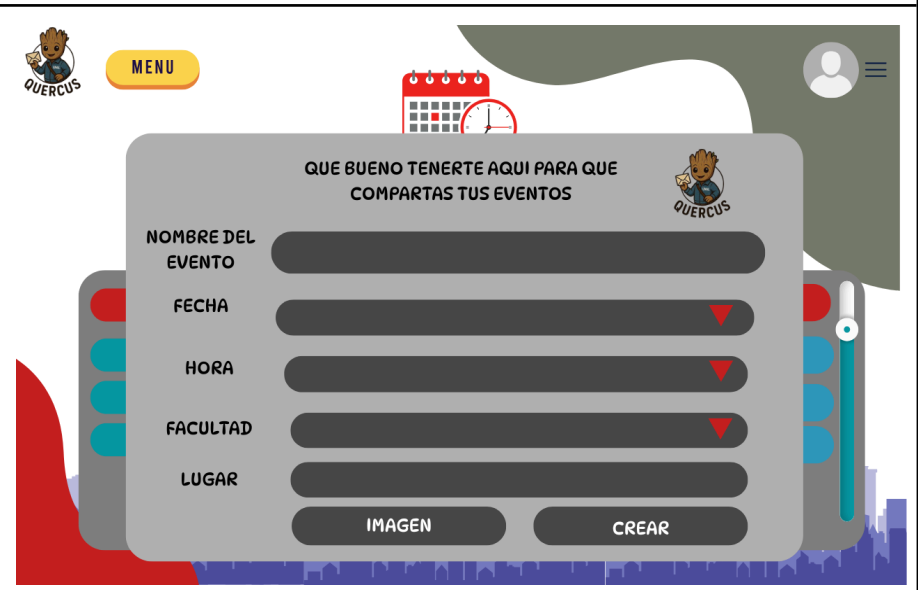 QUERCUS
MENU
QUE BUENO TENERTE AQUI PARA QUE
COMPARTAS TUS EVENTOS
QUERCUS
NOMBRE DEL
EVENTO
FECHA
HORA
FACULTAD
LUGAR
IMAGEN
CREAR